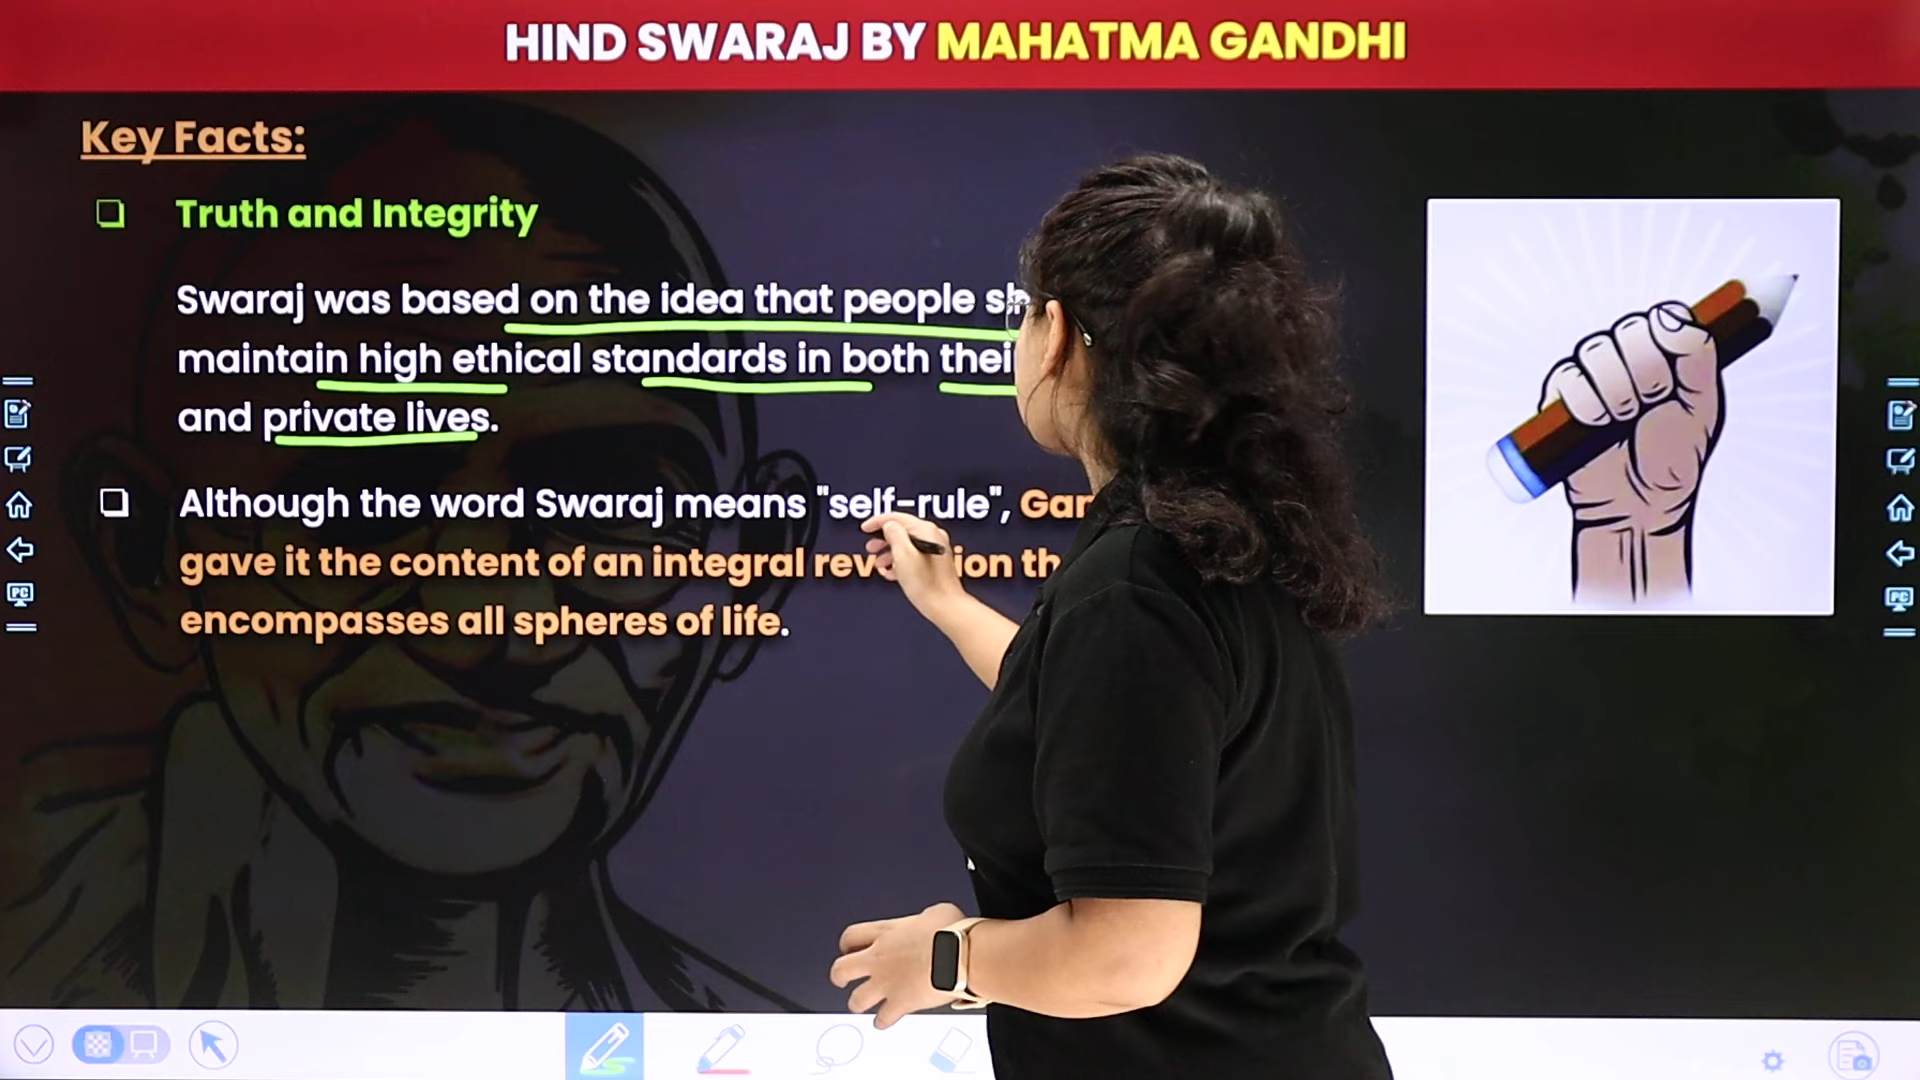 HIND SWARAJ BY MAHATMA GANDHI
Key Facts:
Truth and Integrity
Swaraj was based on the idea that people
maintain high ethical standards in both
and private lives.
Although the word Swaraj means "self-rule",
gave it the content of an integral
encompasses all spheres of life.
PC
PC